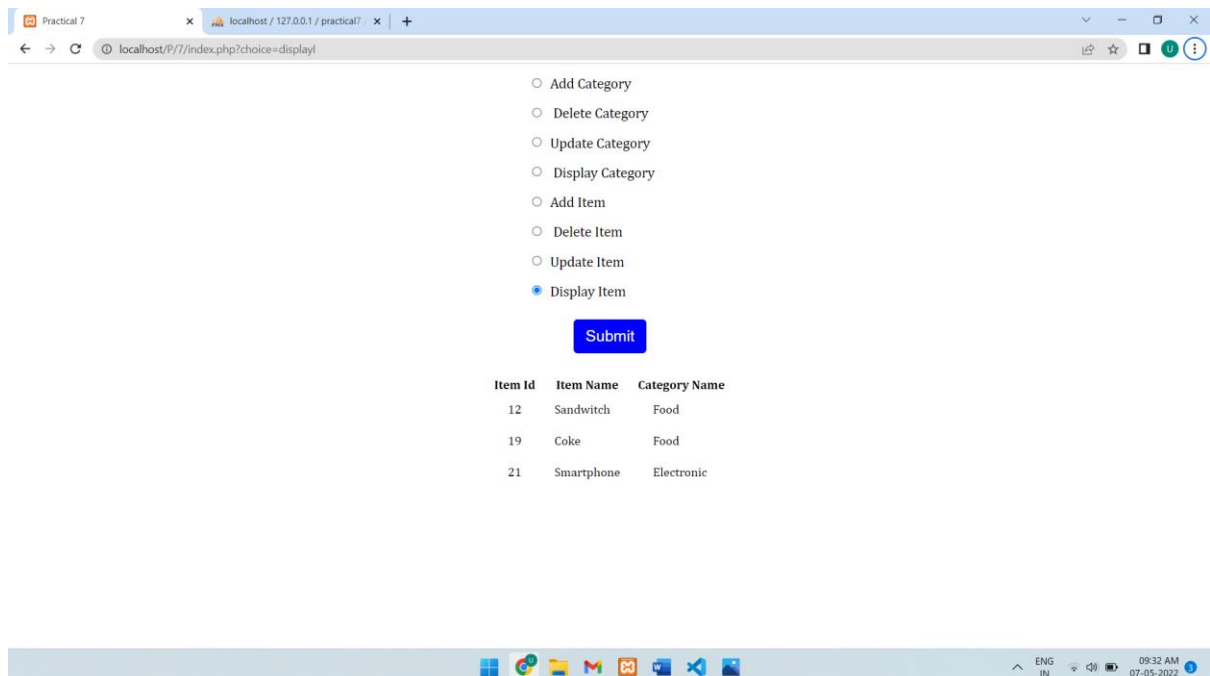 Practical 7
localhost / 127.0.0.1 / practical7
localhost/P/7/index.php?choice=displayI
U
Add Category
Delete Category
Update Category
Display Category
Add Item
Delete Item
Update Item
Display Item
Submit
Item Id Item Name Category Name
12 Sandwitch Food
19 Coke Food
21 Smartphone Electronic
ENG 09:32 AM
IN 07-05-2022 3